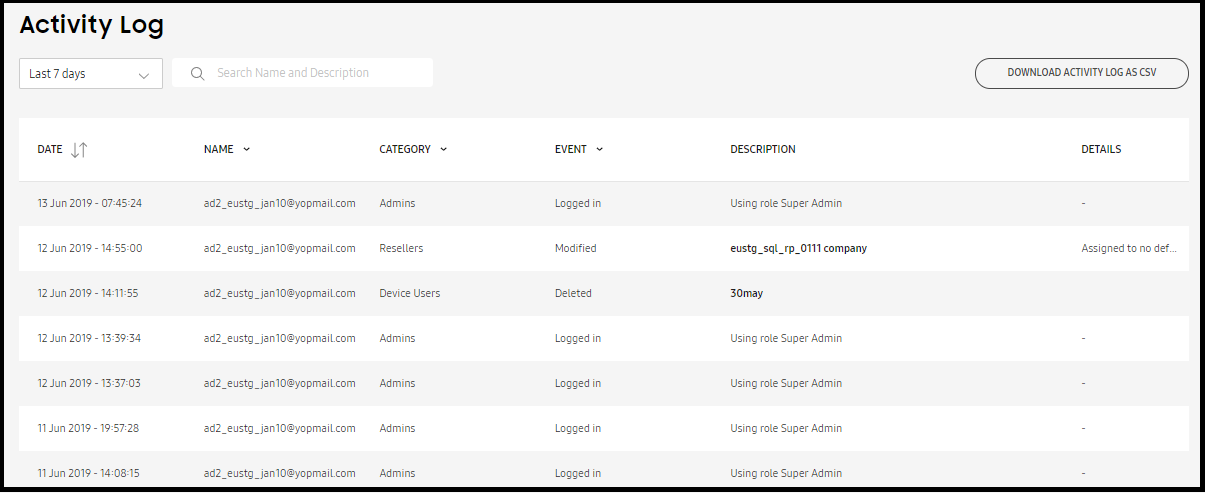 Activity Log
Last 7 days Search Name and Description DOWNLOAD ACTIVITY LOG AS CSV
DATE NAME CATEGORY EVENT DESCRIPTION DETAILS
13 Jun 2019 - 07:45:24 ad2_eustg_jan10@yopmail.com Admins Logged in Using role Super Admin -
12 Jun 2019 - 14:55:00 ad2_eustg_jan10@yopmail.com Resellers Modified eustg_sql_rp_0111 company Assigned to no def...
12 Jun 2019 - 14:11:55 ad2_eustg_jan10@yopmail.com Device Users Deleted 30may
12 Jun 2019 - 13:39:34 ad2_eustg_jan10@yopmail.com Admins Logged in Using role Super Admin -
12 Jun 2019 - 13:37:03 ad2_eustg_jan10@yopmail.com Admins Logged in Using role Super Admin -
11 Jun 2019 - 19:57:28 ad2_eustg_jan10@yopmail.com Admins Logged in Using role Super Admin -
11 Jun 2019 - 14:08:15 ad2_eustg_jan10@yopmail.com Admins Logged in Using role Super Admin -